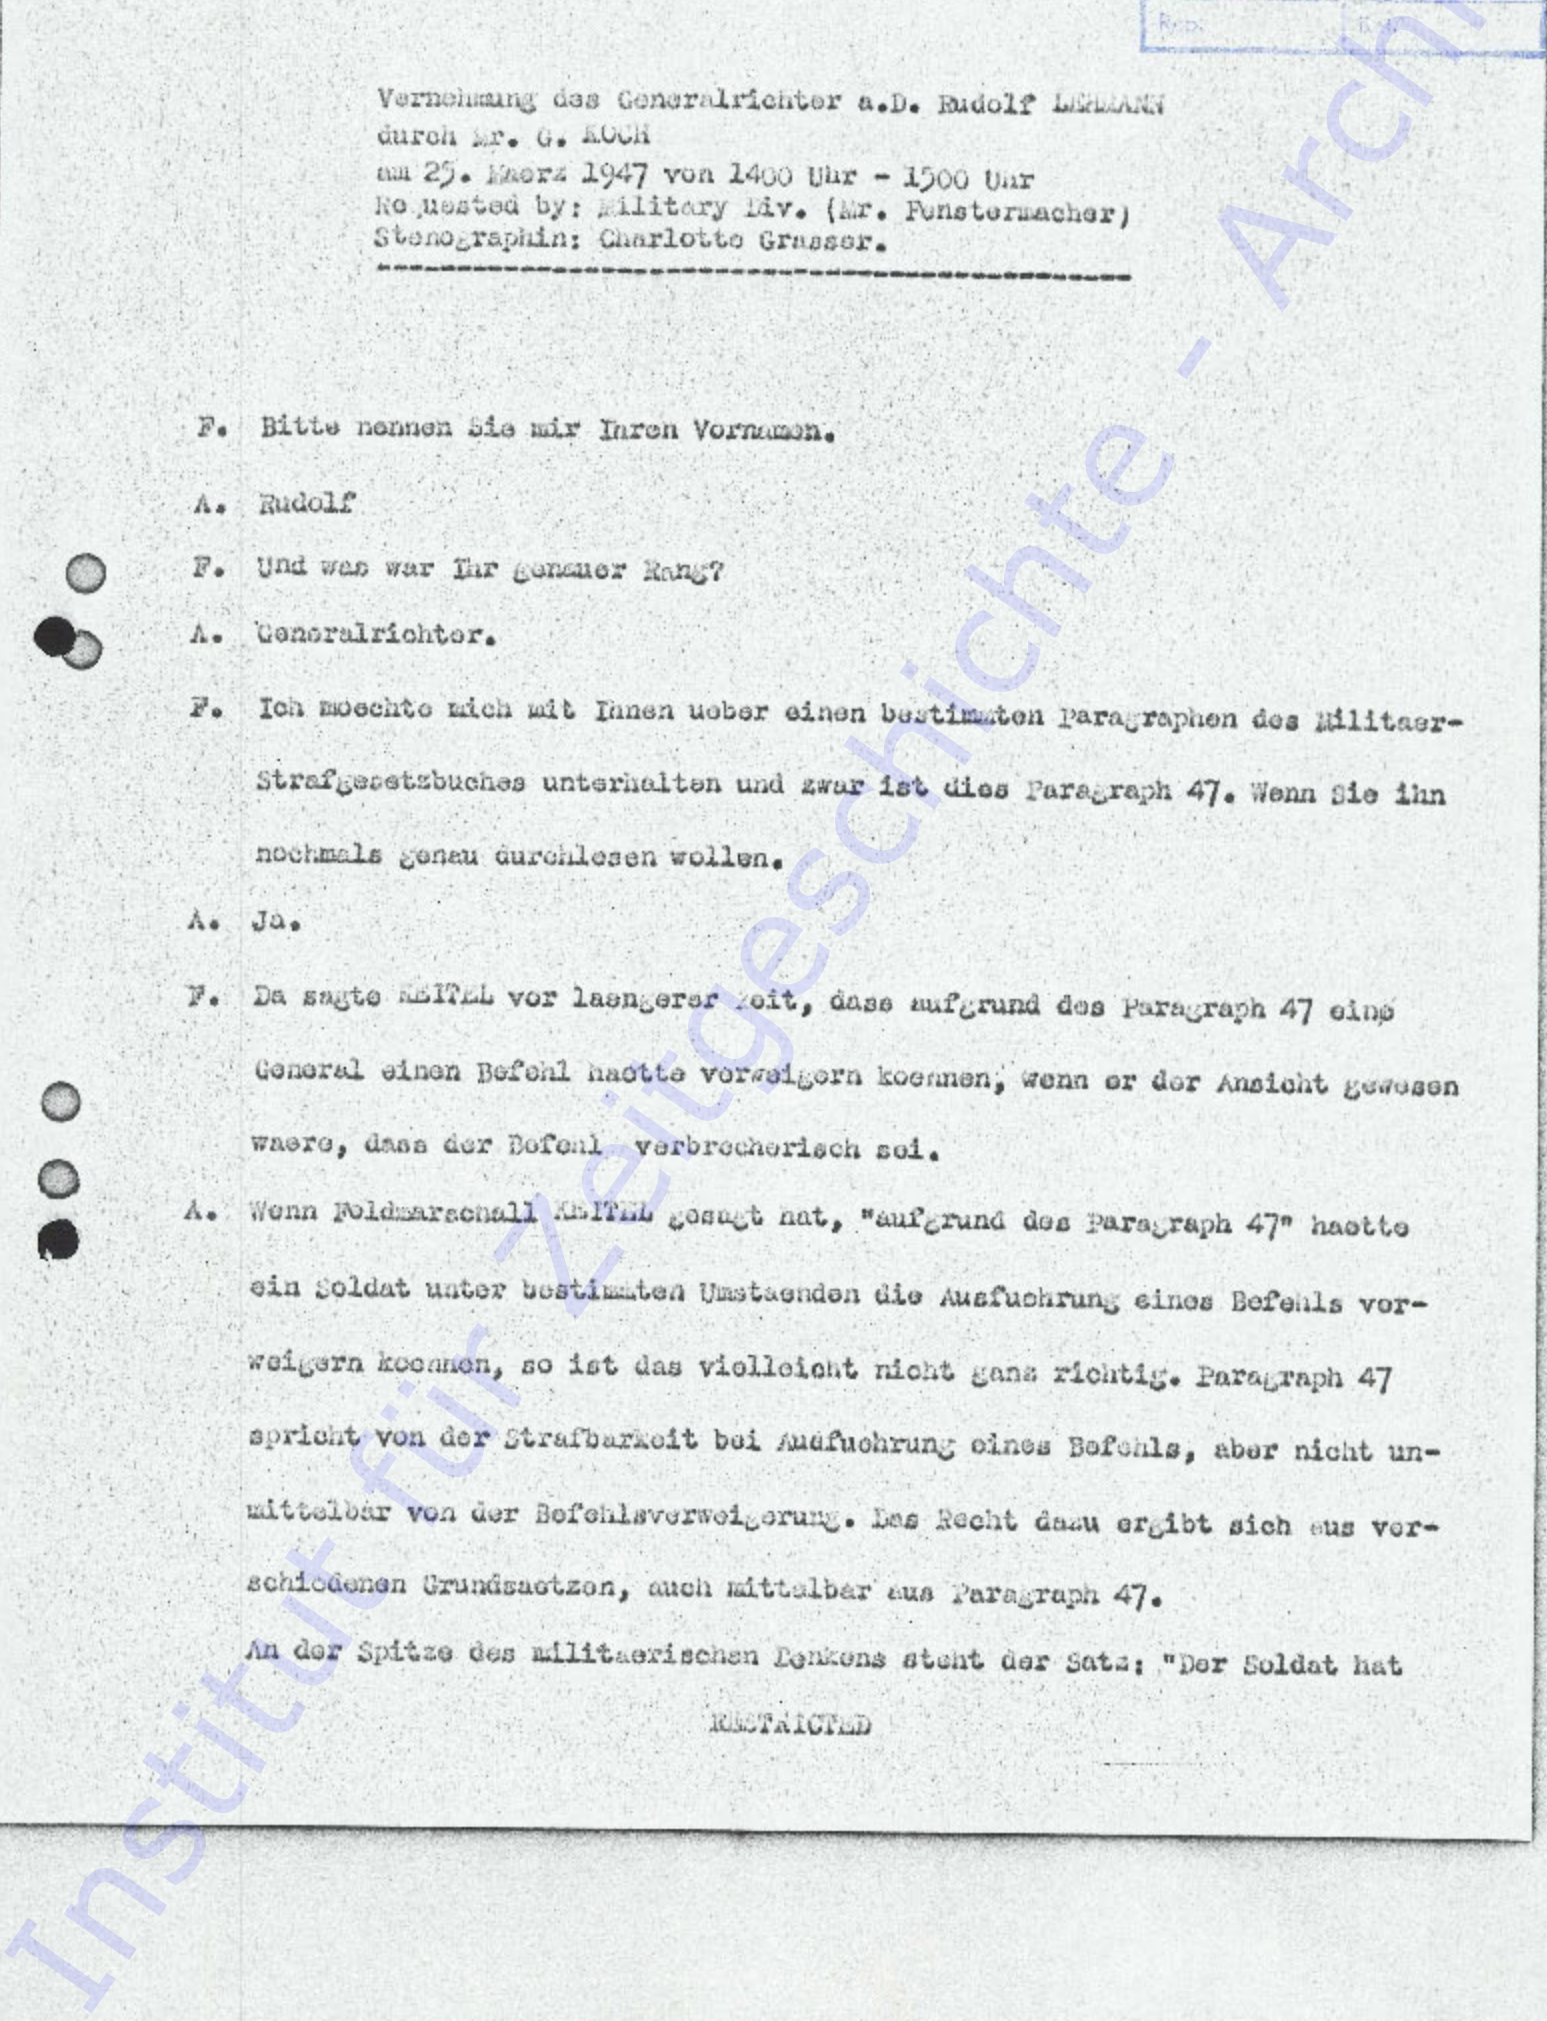 Rep. Kat.
Vernehmung des Generalrichter a.D. Rudolf LEHMANN
durch Mr. G. KOCH
am 25. Maerz 1947 von 1400 Uhr - 1500 Uhr
Requested by: Military Div. (Mr. Fenstermacher)
Stenographin: Charlotte Grasser.
F. Bitte nennen Sie mir Ihren Vornamen.
A. Rudolf
F. Und was war Ihr genauer Rang?
A. Generalrichter.
F. Ich moechte mich mit Ihnen ueber einen bestimmten Paragraphen des Militaer-
Strafgesetzbuches unterhalten und zwar ist dies Paragraph 47. Wenn Sie ihn
nochmals genau durchlesen wollen.
A. Ja.
F. Da sagte KEITEL vor laengerer Zeit, dass aufgrund des Paragraph 47 ein
General einen Befehl haette verweigern koennen, wenn er der Ansicht gewesen
waere, dass der Befehl verbrecherisch sei.
A. Wenn Feldmarschall KEITEL gesagt hat, "aufgrund des Paragraph 47" haette
ein Soldat unter bestimmten Umstaenden die Ausfuehrung eines Befehls ver-
weigern koennen, so ist das vielleicht nicht ganz richtig. Paragraph 47
spricht von der Strafbarkeit bei Ausfuehrung eines Befehls, aber nicht un-
mittelbar von der Befehlsverweigerung. Das Recht dazu ergibt sich aus ver-
schiedenen Grundsaetzen, auch mittelbar aus Paragraph 47.
An der Spitze des militaerischen Denkens steht der Satz: "Der Soldat hat
RESTRICTED
Institut für Zeitgeschichte - Archi